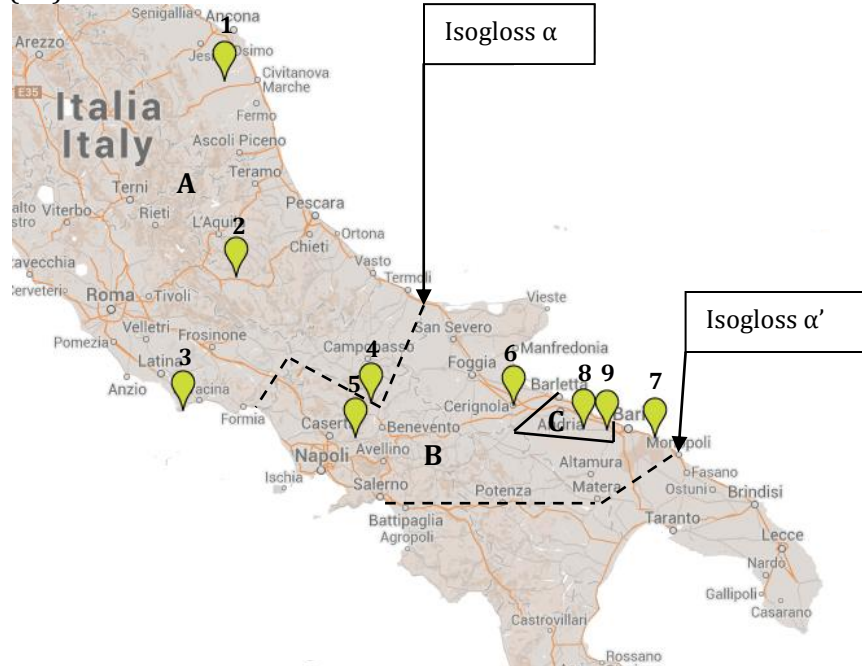 Isogloss α
Isogloss α’
Senigallia
Ancona
1
Arezzo
Jes
Osimo
Civitanova
Marche
E35
Italia
Italy
Fermo
Ascoli Piceno
A
Teramo
Terni
Pescara
Viterbo
Rieti
2
L'Aquil
Ortona
Chieti
Vasto
Termoli
Cerveteri
Roma
Tivoli
Vieste
San Severo
Velletri
Pomezia
Frosinone
Campobasso
Manfredonia
Latina
3
4
Foggia
6
Anzio
Barletta
8
9
7
5
Formia
Cerignola
C
Andria
Bari
Caserta
Benevento
Monopoli
Avellino
B
Napoli
Altamura
Fasano
Ischia
Ostuni
Salerno
Potenza
Matera
Brindisi
Battipaglia
Taranto
Agropoli
Lecce
Nardò
Gallipoli
Casarano
Castrovillari
Rossano